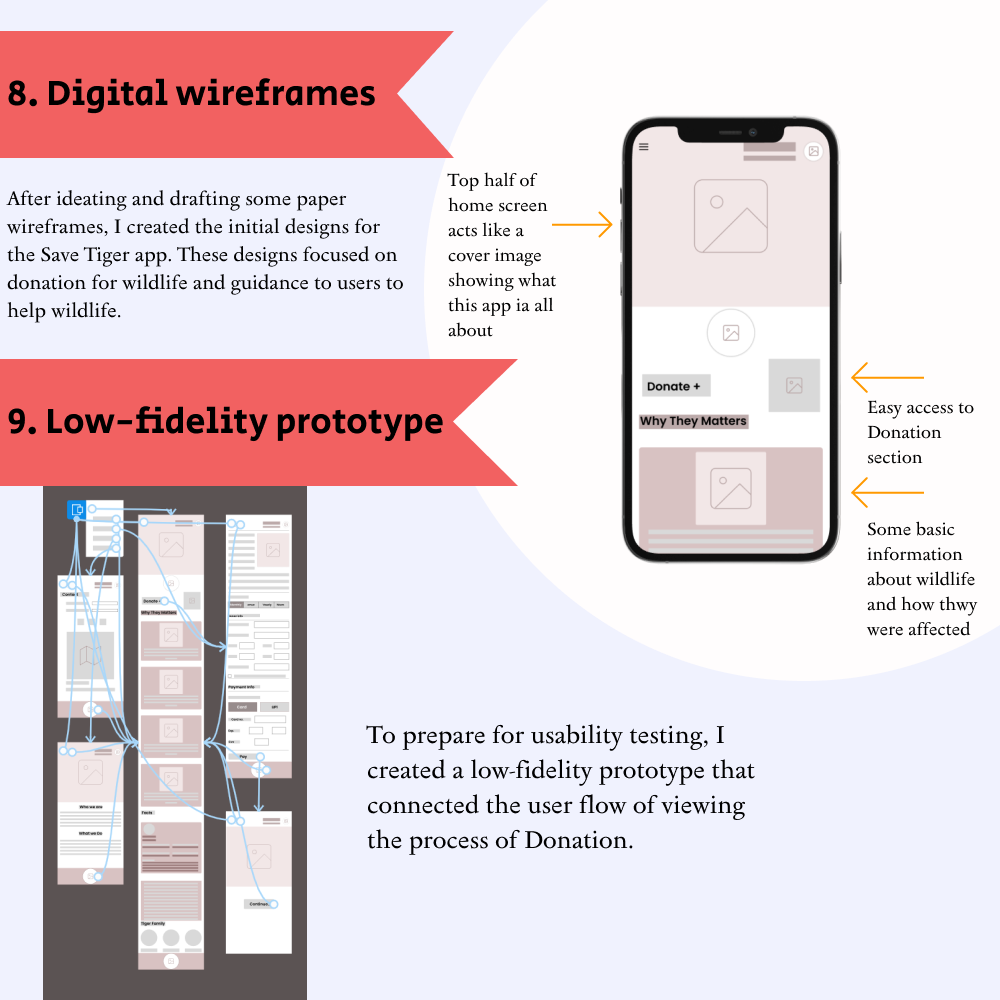 8. Digital wireframes
After ideating and drafting some paper
wireframes, I created the initial designs for
the Save Tiger app. These designs focused on
donation for wildlife and guidance to users to
help wildlife.
Top half of
home screen
acts like a
cover image
showing what
this app ia all
about
Donate +
Why They Matters
Easy access to
Donation
section
Some basic
information
about wildlife
and how thwy
were affected
9. Low-fidelity prototype
Donate +
Why They Matters
Facts
Tiger Family
Who we are
What we Do
Payment Info
Card
UPI
Pay
Continue
To prepare for usability testing, I
created a low-fidelity prototype that
connected the user flow of viewing
the process of Donation.